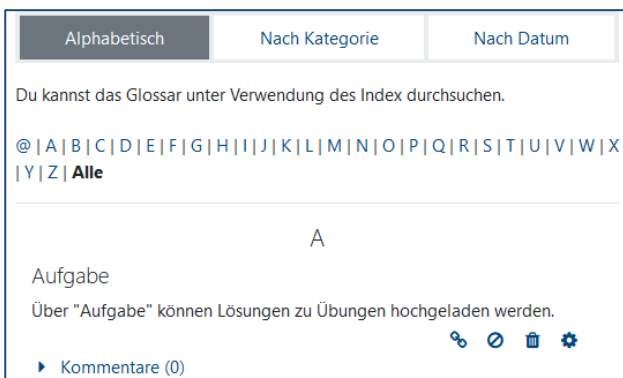 Alphabetisch Nach Kategorie Nach Datum
Du kannst das Glossar unter Verwendung des Index durchsuchen.
@ | A | B | C | D | E | F | G | H | I | J | K | L | M | N | O | P | Q | R | S | T | U | V | W | X
| Y | Z | Alle
A
Aufgabe
Über "Aufgabe" können Lösungen zu Übungen hochgeladen werden.
Kommentare (0)